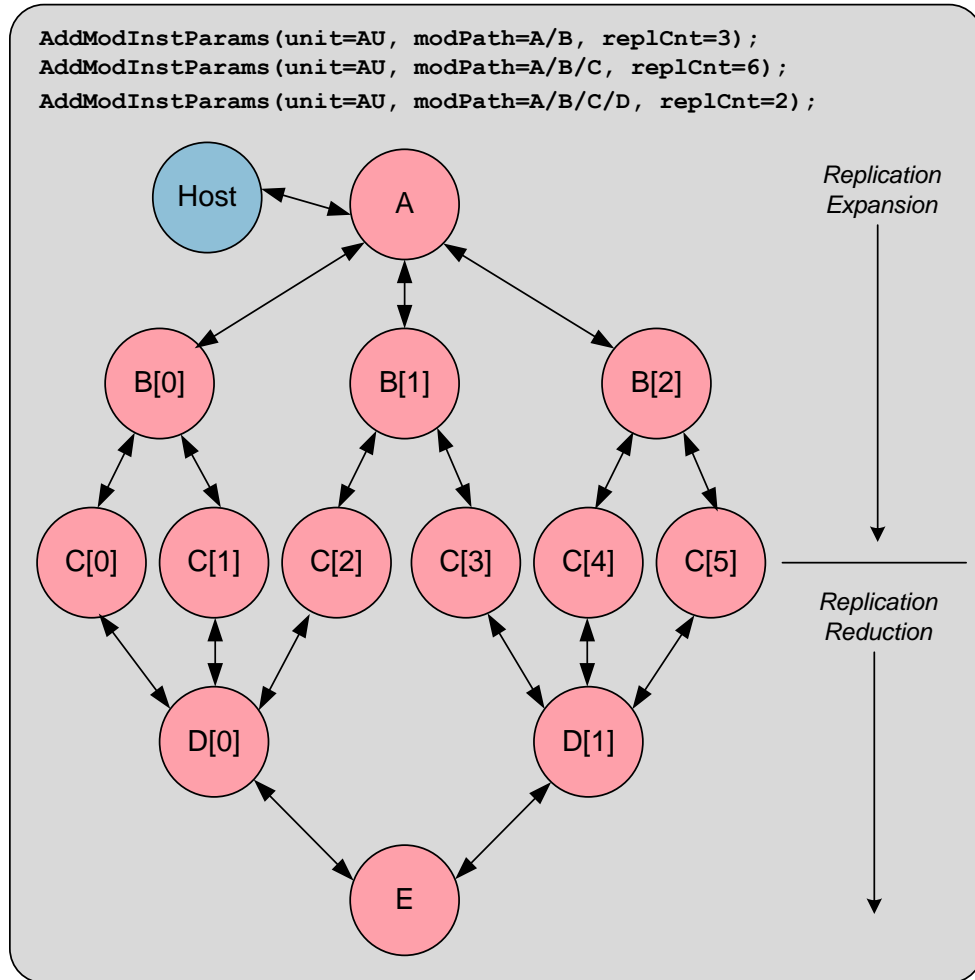 AddModInstParams(unit=AU, modPath=A/B, replCnt=3);
AddModInstParams(unit=AU, modPath=A/B/C, replCnt=6);
AddModInstParams(unit=AU, modPath=A/B/C/D, replCnt=2);
Host
A
Replication
Expansion
B[0]
B[1]
B[2]
C[0]
C[1]
C[2]
C[3]
C[4]
C[5]
Replication
Reduction
D[0]
D[1]
E